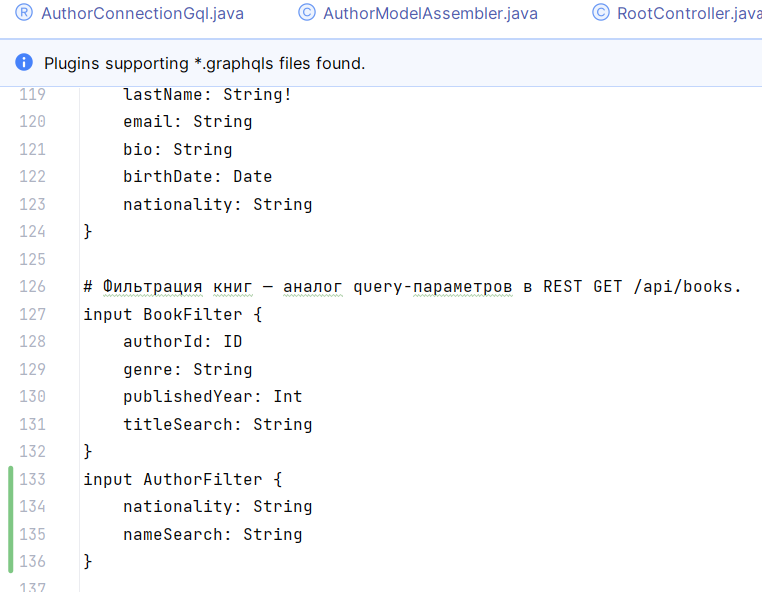 AuthorConnectionGql.java AuthorModelAssembler.java RootController.java
Plugins supporting *.graphqls files found.
119 lastName: String!
120 email: String
121 bio: String
122 birthDate: Date
123 nationality: String
124 }
125
126 # Фильтрация книг — аналог query-параметров в REST GET /api/books.
127 input BookFilter {
128 authorId: ID
129 genre: String
130 publishedYear: Int
131 titleSearch: String
132 }
133 input AuthorFilter {
134 nationality: String
135 nameSearch: String
136 }
137